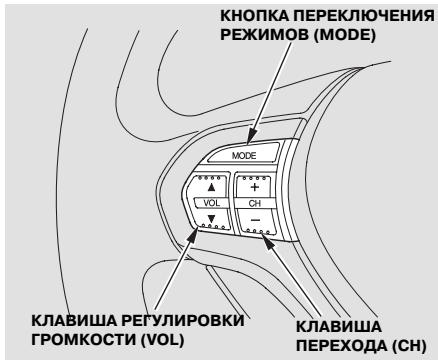 КНОПКА ПЕРЕКЛЮЧЕНИЯ
РЕЖИМОВ (MODE)
MODE
▲ +
VOL CH
▼ −
КЛАВИША РЕГУЛИРОВКИ
ГРОМКОСТИ (VOL)
КЛАВИША
ПЕРЕХОДА (CH)